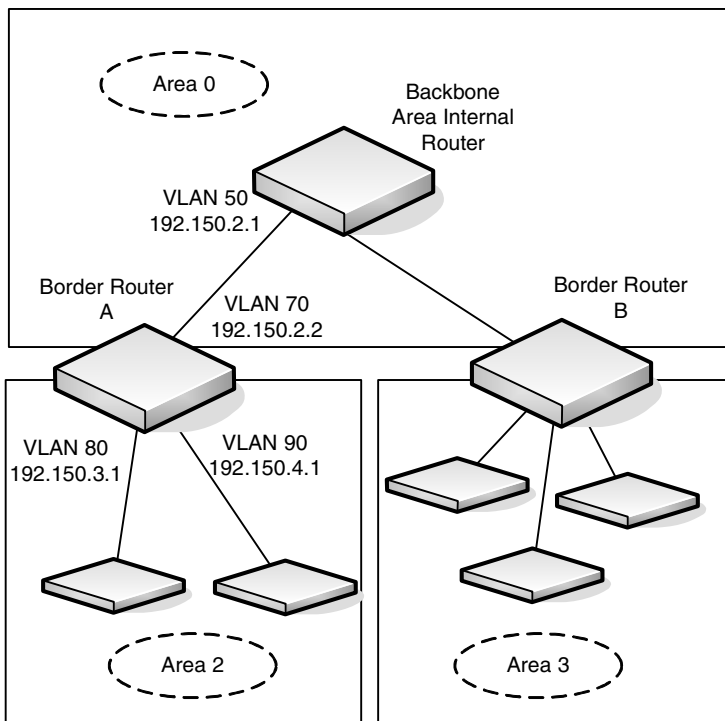 Area 0
Backbone
Area Internal
Router
VLAN 50
192.150.2.1
Border Router
A
VLAN 70
192.150.2.2
Border Router
B
VLAN 80
192.150.3.1
VLAN 90
192.150.4.1
Area 2
Area 3